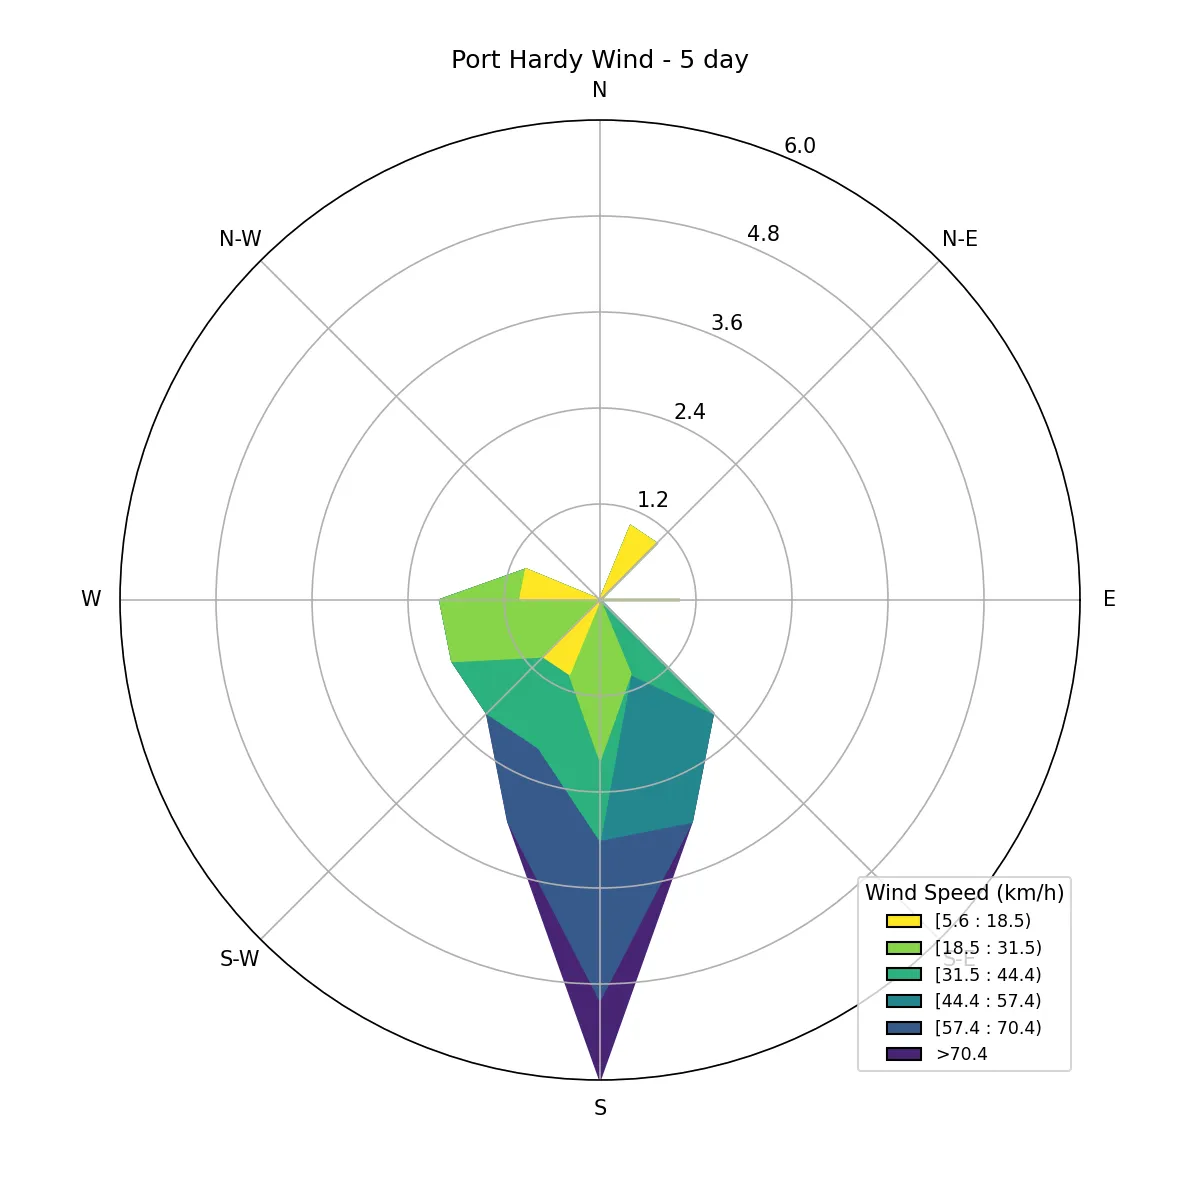 Port Hardy Wind - 5 day
N
6.0
N-W
4.8
N-E
3.6
2.4
1.2
W
E
Wind Speed (km/h)
[5.6 : 18.5)
[18.5 : 31.5)
S-W
S-E
[31.5 : 44.4)
[44.4 : 57.4)
[57.4 : 70.4)
>70.4
S